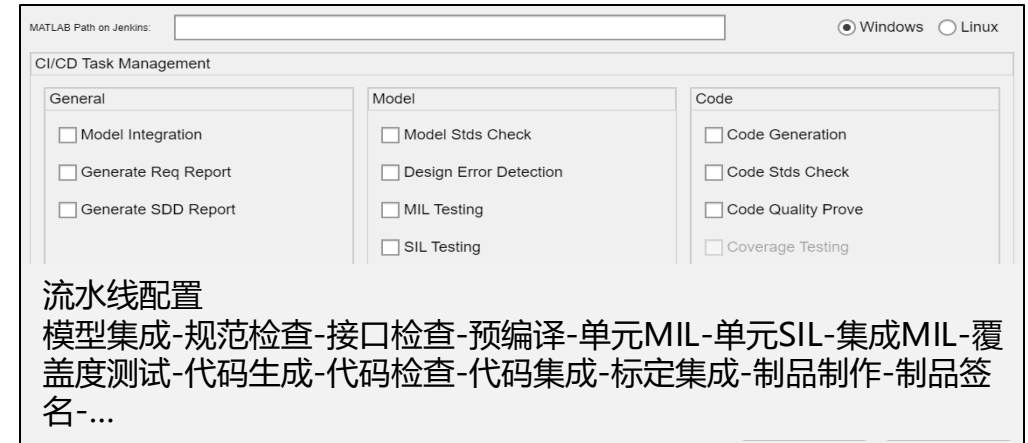 MATLAB Path on Jenkins:
Windows
Linux
CI/CD Task Management
General
Model
Code
Model Integration
Model Stds Check
Code Generation
Generate Req Report
Design Error Detection
Code Stds Check
Generate SDD Report
MIL Testing
Code Quality Prove
SIL Testing
Coverage Testing
流水线配置
模型集成-规范检查-接口检查-预编译-单元MIL-单元SIL-集成MIL-覆
盖度测试-代码生成-代码检查-代码集成-标定集成-制品制作-制品签
名-...